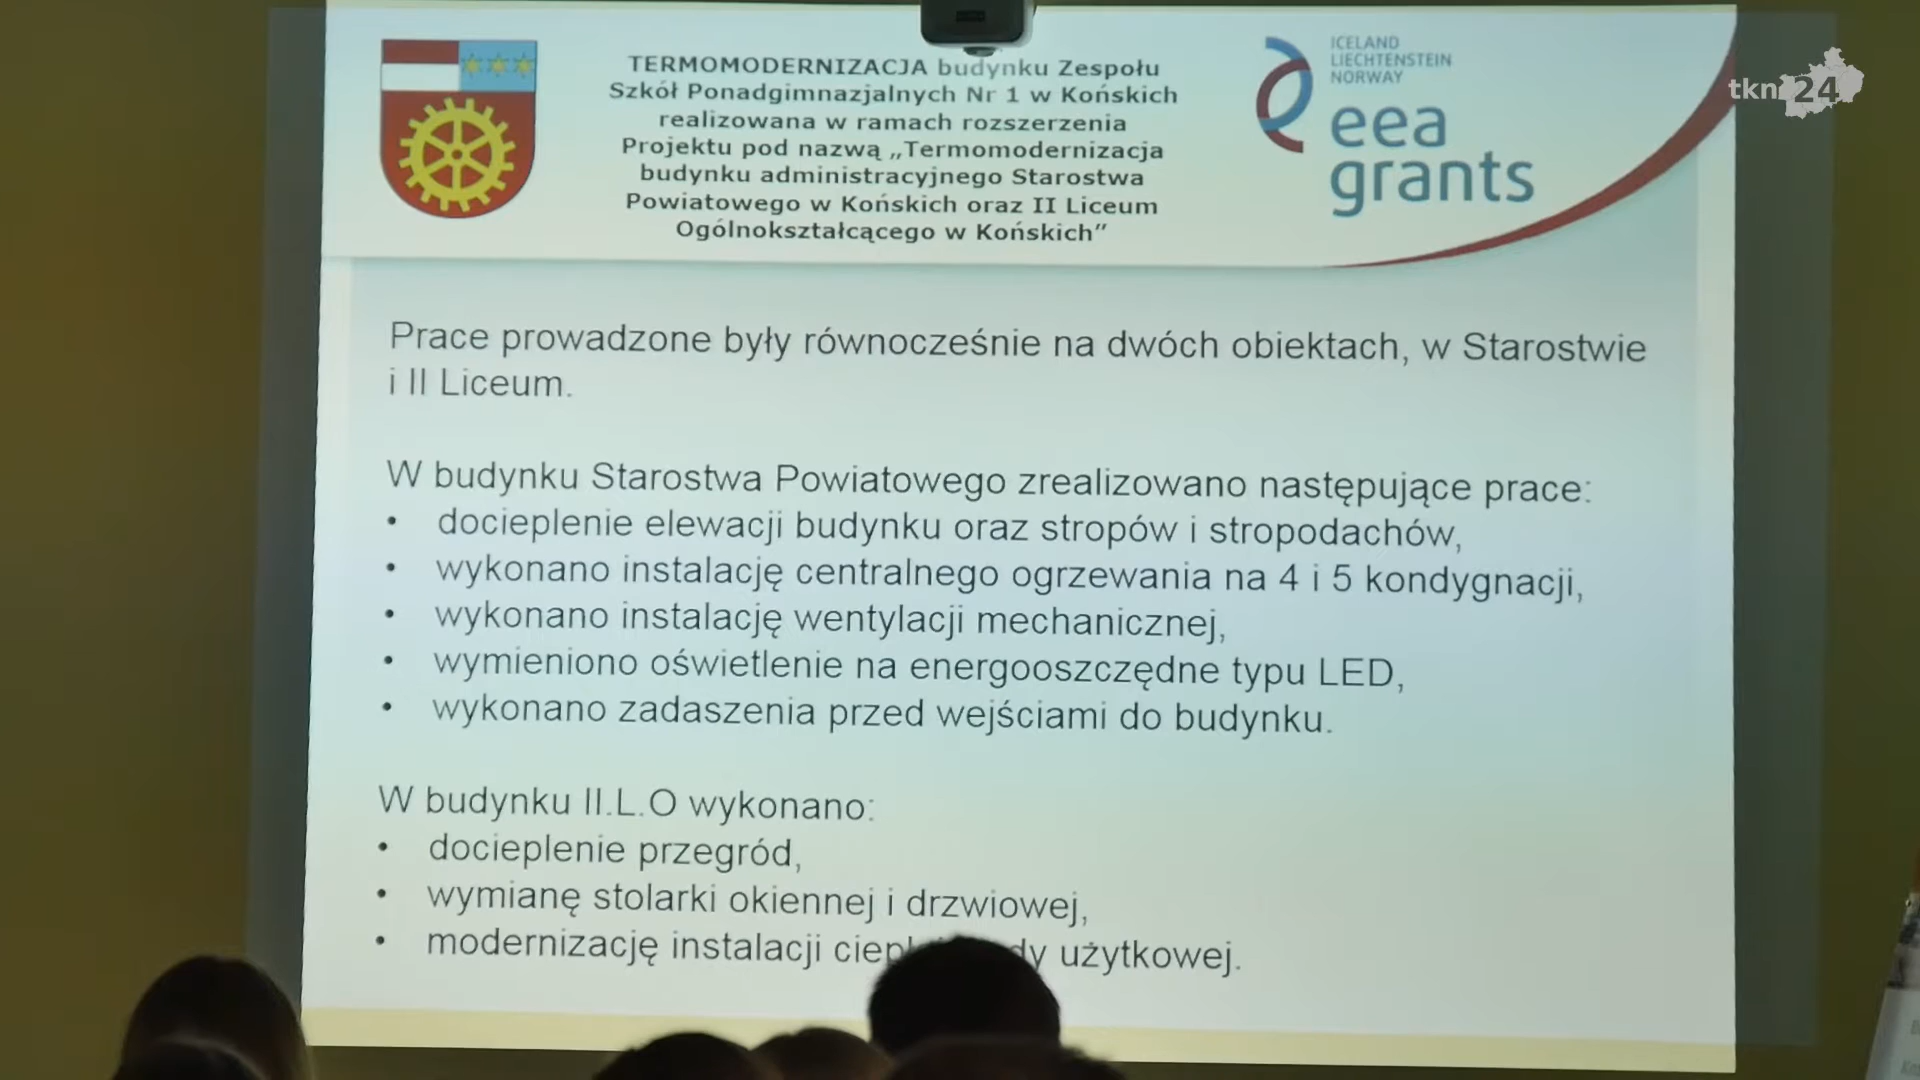 TERMOMODERNIZACJA budynku Zespołu
Szkół Ponadgimnazjalnych Nr 1 w Końskich
realizowana w ramach rozszerzenia
Projektu pod nazwą „Termomodernizacja
budynku administracyjnego Starostwa
Powiatowego w Końskich oraz II Liceum
Ogólnokształcącego w Końskich”
ICELAND
LIECHTENSTEIN
NORWAY
eea
grants
tkn24
Prace prowadzone były równocześnie na dwóch obiektach, w Starostwie
i II Liceum.
W budynku Starostwa Powiatowego zrealizowano następujące prace:
• docieplenie elewacji budynku oraz stropów i stropodachów,
• wykonano instalację centralnego ogrzewania na 4 i 5 kondygnacji,
• wykonano instalację wentylacji mechanicznej,
• wymieniono oświetlenie na energooszczędne typu LED,
• wykonano zadaszenia przed wejściami do budynku.
W budynku II.L.O wykonano:
• docieplenie przegród,
• wymianę stolarki okiennej i drzwiowej,
• modernizację instalacji użytkowej.